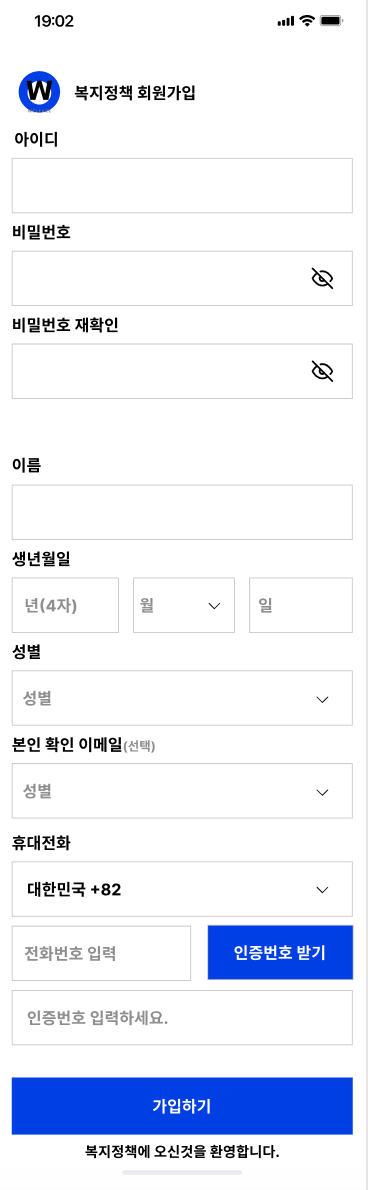 19:02
W
복지정책 회원가입
아이디
비밀번호
비밀번호 재확인
이름
생년월일
년(4자) 월 일
성별
성별
본인 확인 이메일(선택)
성별
휴대전화
대한민국 +82
전화번호 입력 인증번호 받기
인증번호 입력하세요.
가입하기
복지정책에 오신것을 환영합니다.